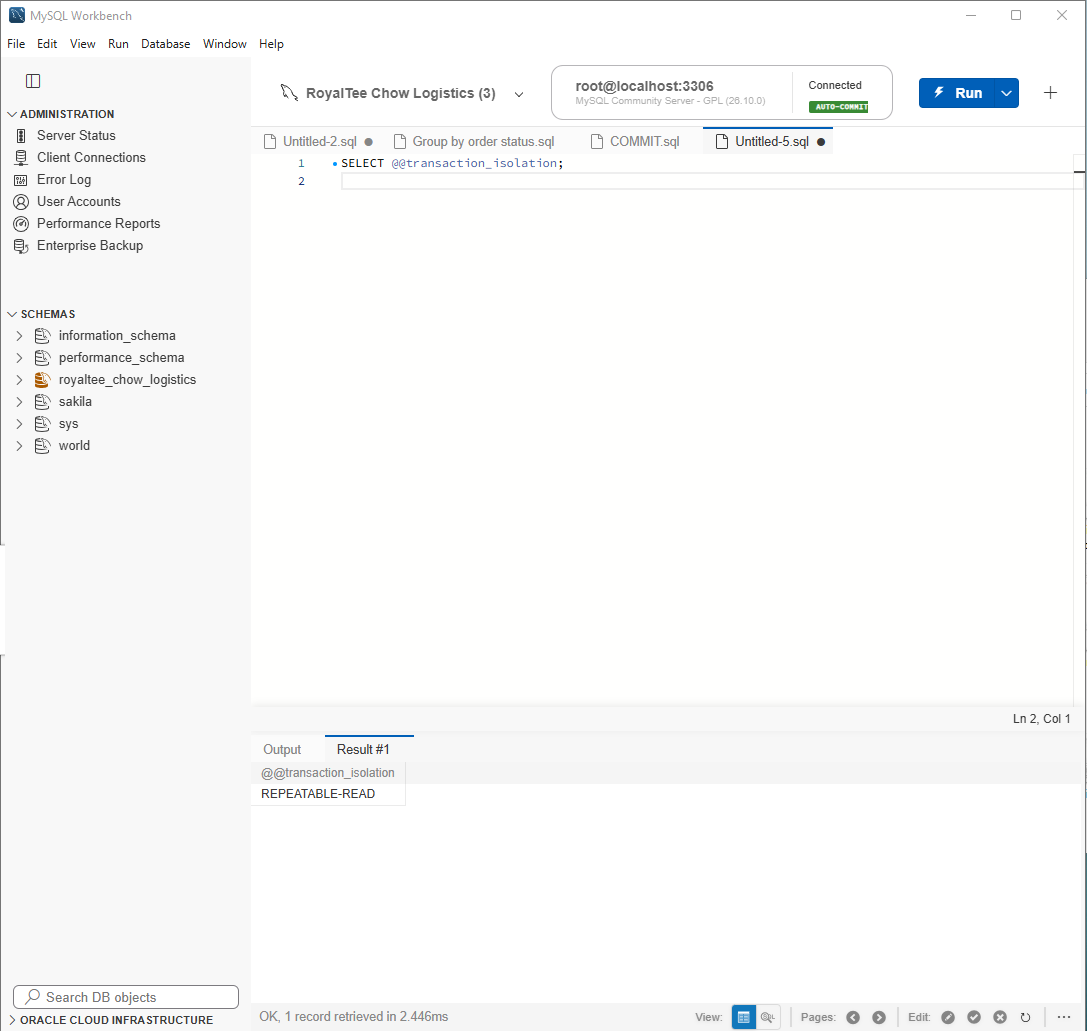 MySQL Workbench
File Edit View Run Database Window Help
RoyalTee Chow Logistics (3)
root@localhost:3306
MySQL Community Server - GPL (26.10.0)
Connected
AUTO-COMMIT
Run
ADMINISTRATION
Server Status
Client Connections
Error Log
User Accounts
Performance Reports
Enterprise Backup
SCHEMAS
information_schema
performance_schema
royaltee_chow_logistics
sakila
sys
world
Search DB objects
ORACLE CLOUD INFRASTRUCTURE
Untitled-2.sql Group by order status.sql COMMIT.sql Untitled-5.sql
1 SELECT @@transaction_isolation;
2
Ln 2, Col 1
Output Result #1
@@transaction_isolation
REPEATABLE-READ
OK, 1 record retrieved in 2.446ms
View: Pages: Edit: